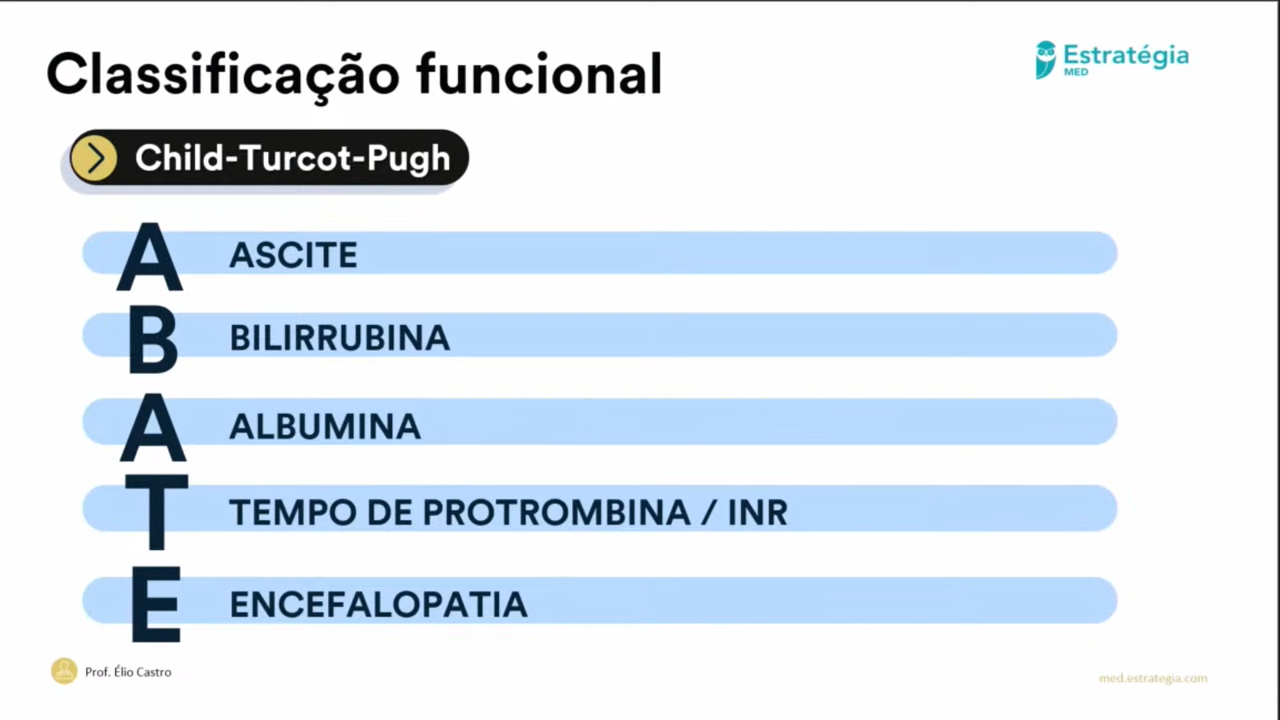 Classificação funcional
Estratégia
MED
Child-Turcot-Pugh
A ASCITE
B BILIRRUBINA
A ALBUMINA
T TEMPO DE PROTROMBINA / INR
E ENCEFALOPATIA
Prof. Élio Castro
med.estrategia.com